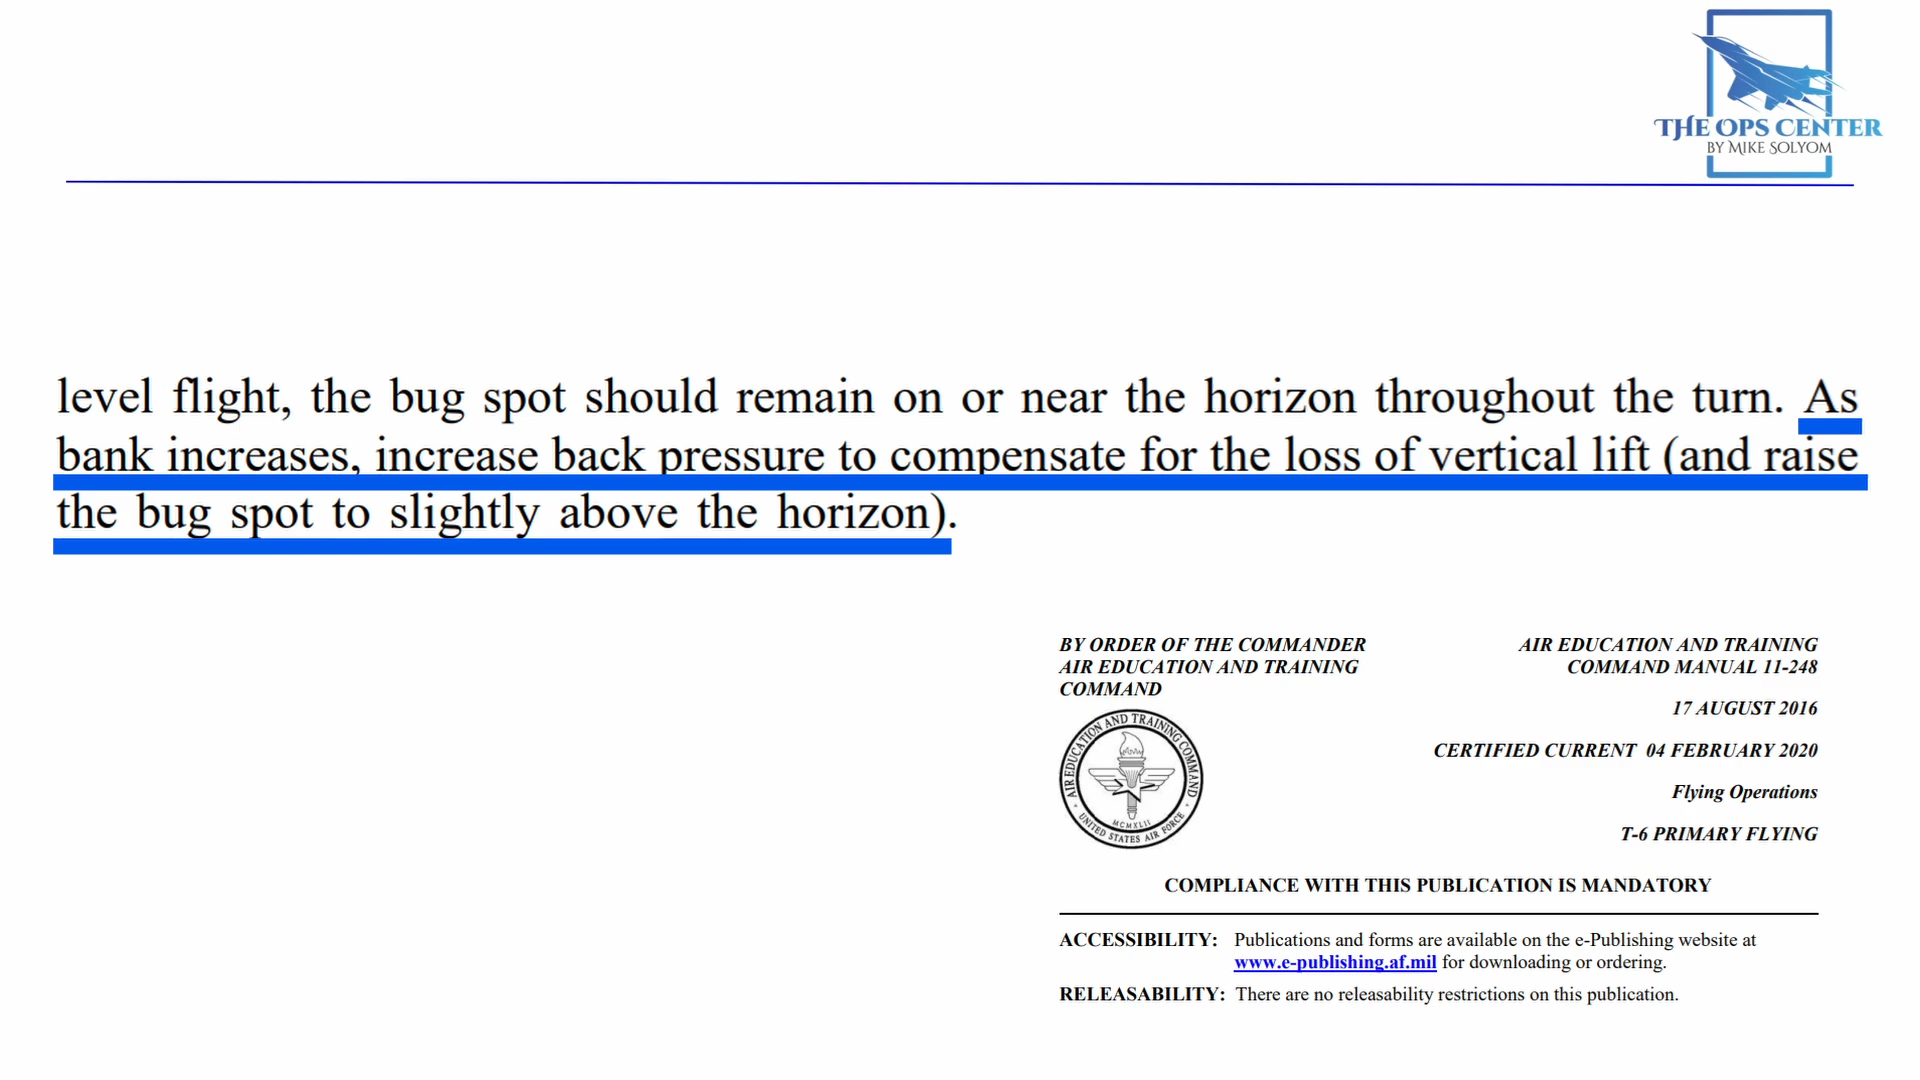 THE OPS CENTER
BY MIKE SOLYOM
level flight, the bug spot should remain on or near the horizon throughout the turn. As
bank increases, increase back pressure to compensate for the loss of vertical lift (and raise
the bug spot to slightly above the horizon).
BY ORDER OF THE COMMANDER
AIR EDUCATION AND TRAINING
COMMAND
AIR EDUCATION AND TRAINING COMMAND
MCMXLII
UNITED STATES AIR FORCE
AIR EDUCATION AND TRAINING
COMMAND MANUAL 11-248
17 AUGUST 2016
CERTIFIED CURRENT 04 FEBRUARY 2020
Flying Operations
T-6 PRIMARY FLYING
COMPLIANCE WITH THIS PUBLICATION IS MANDATORY
ACCESSIBILITY: Publications and forms are available on the e-Publishing website at
www.e-publishing.af.mil for downloading or ordering.
RELEASABILITY: There are no releasability restrictions on this publication.